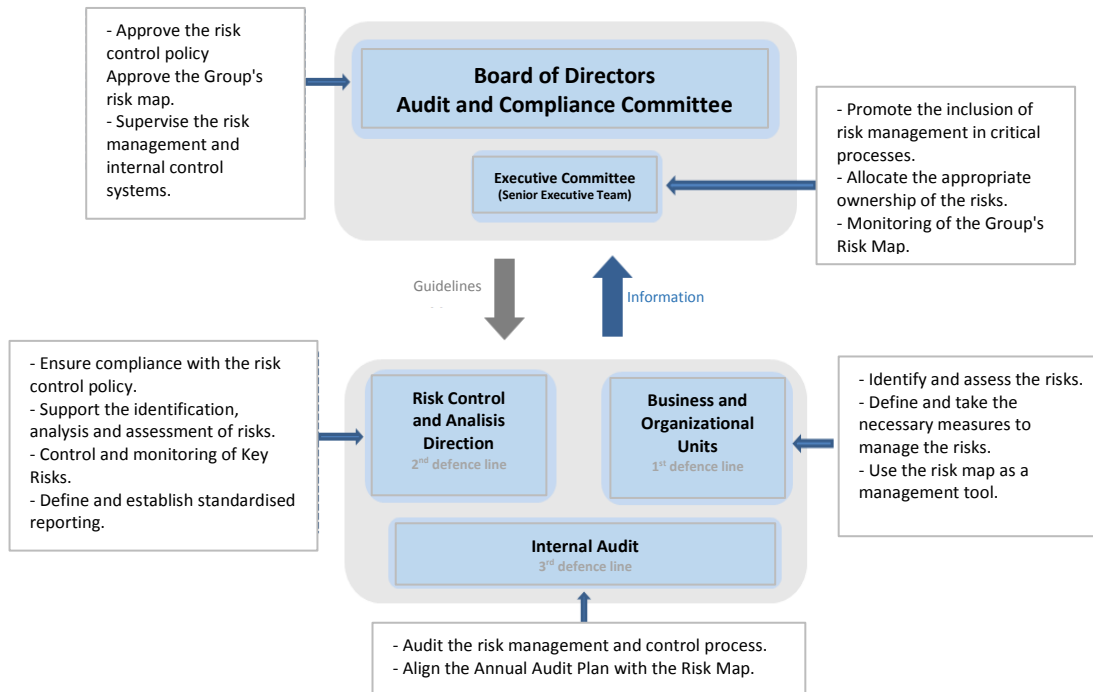 - Approve the risk
control policy
Approve the Group's
risk map.
- Supervise the risk
management and
internal control
systems.
Board of Directors
Audit and Compliance Committee
Executive Committee
(Senior Executive Team)
- Promote the inclusion of
risk management in critical
processes.
- Allocate the appropriate
ownership of the risks.
- Monitoring of the Group's
Risk Map.
Guidelines
Information
- Ensure compliance with the risk
control policy.
- Support the identification,
analysis and assessment of risks.
- Control and monitoring of Key
Risks.
- Define and establish standardised
reporting.
Risk Control
and Analisis
Direction
2nd defence line
Business and
Organizational
Units
1st defence line
- Identify and assess the risks.
- Define and take the
necessary measures to
manage the risks.
- Use the risk map as a
management tool.
Internal Audit
3rd defence line
- Audit the risk management and control process.
- Align the Annual Audit Plan with the Risk Map.